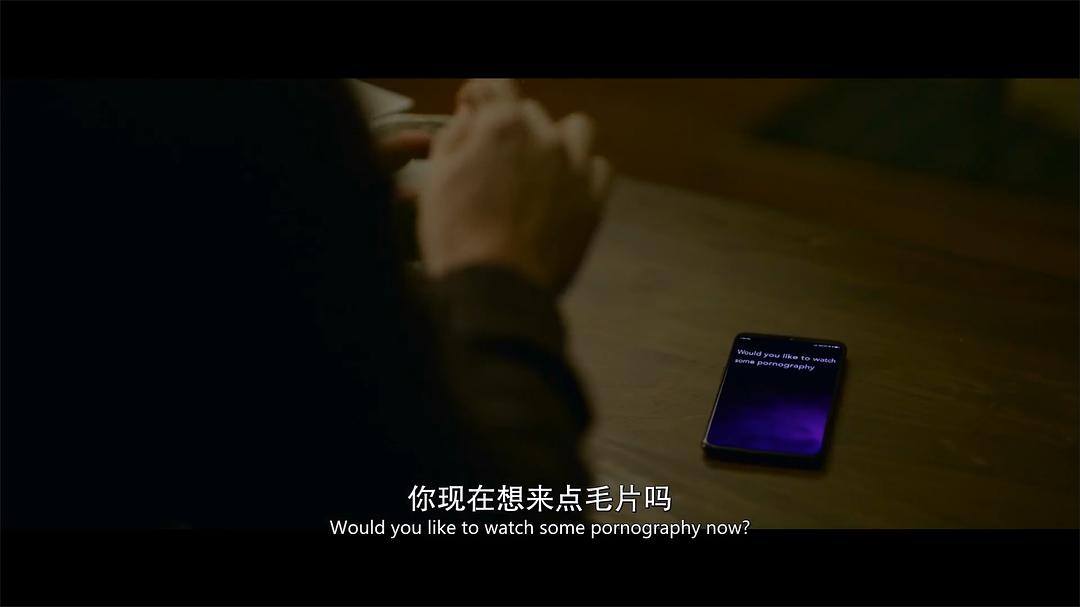 Would you like to watch
some pornography
你现在想来点毛片吗
Would you like to watch some pornography now?